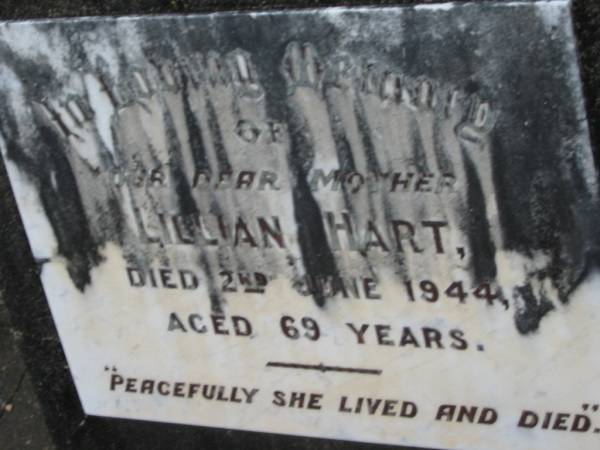 In Loving Memory
OF
OUR DEAR MOTHER
LILLIAN HART,
DIED 2ND JUNE 1944,
AGED 69 YEARS.
"PEACEFULLY SHE LIVED AND DIED".